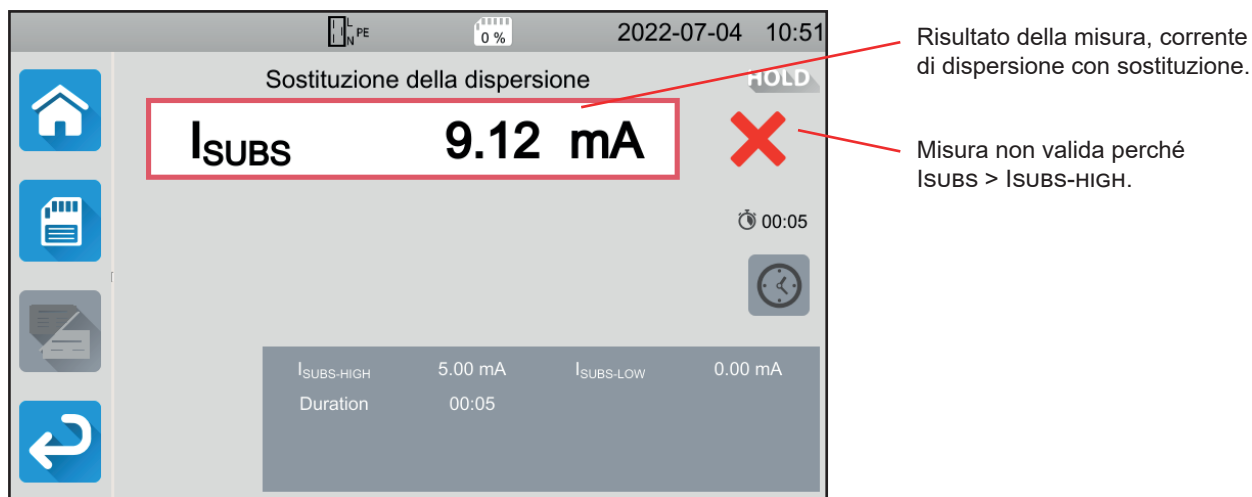 L
N PE
0 %
2022-07-04 10:51
Sostituzione della dispersione
HOLD
ISUBS 9.12 mA
00:05
ISUBS-HIGH 5.00 mA ISUBS-LOW 0.00 mA
Duration 00:05
Risultato della misura, corrente
di dispersione con sostituzione.
Misura non valida perché
ISUBS > ISUBS-HIGH.